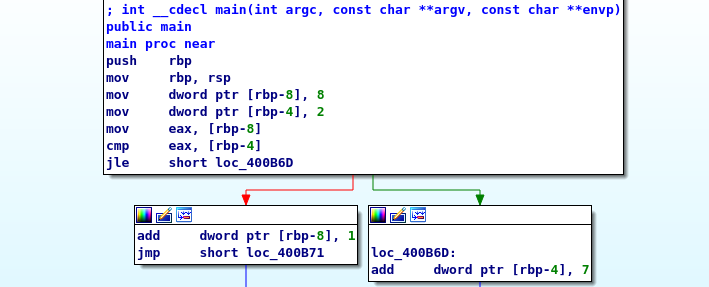 ; int __cdecl main(int argc, const char **argv, const char **envp)
public main
main proc near
push    rbp
mov     rbp, rsp
mov     dword ptr [rbp-8], 8
mov     dword ptr [rbp-4], 2
mov     eax, [rbp-8]
cmp     eax, [rbp-4]
jle     short loc_400B6D
add     dword ptr [rbp-8], 1
jmp     short loc_400B71
loc_400B6D:
add     dword ptr [rbp-4], 7